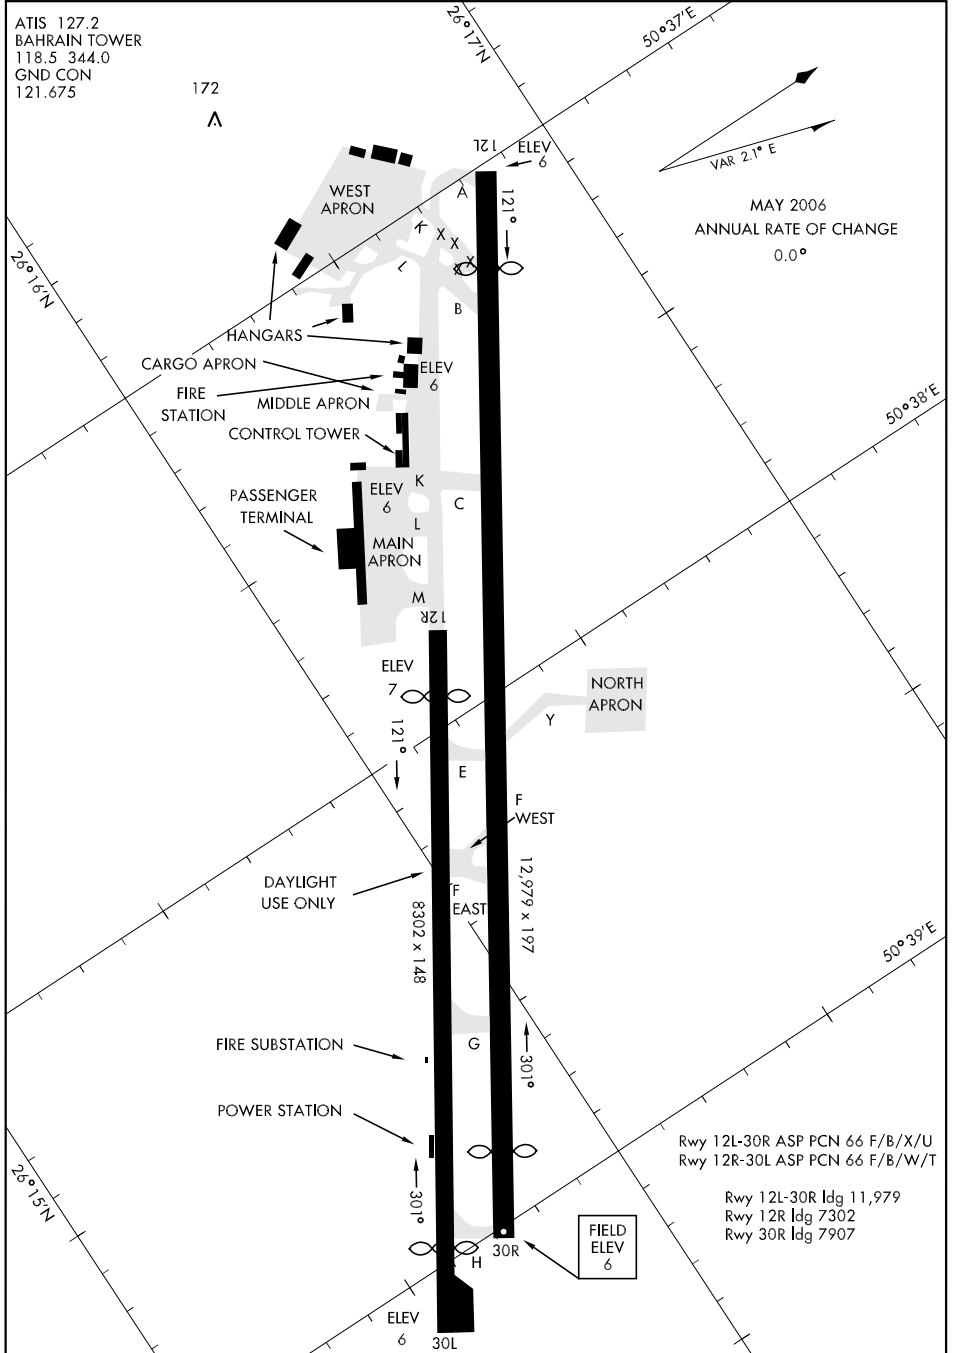 ATIS 127.2
BAHRAIN TOWER
118.5 344.0
GND CON
121.675
172
26°17'N
50°37'E
VAR 2.1° E
MAY 2006
ANNUAL RATE OF CHANGE
0.0°
12L
ELEV
6
A
121°
WEST
APRON
K
X
X
X
X
L
B
26°16'N
HANGARS
CARGO APRON
FIRE
STATION
MIDDLE APRON
ELEV
6
CONTROL TOWER
50°38'E
PASSENGER
TERMINAL
ELEV
6
K
C
L
MAIN
APRON
M
12R
ELEV
7
NORTH
APRON
Y
121°
E
F
WEST
DAYLIGHT
USE ONLY
F
EAST
8302 x 148
12,979 x 197
50°39'E
FIRE SUBSTATION
G
301°
POWER STATION
26°15'N
301°
Rwy 12L-30R ASP PCN 66 F/B/X/U
Rwy 12R-30L ASP PCN 66 F/B/W/T
Rwy 12L-30R ldg 11,979
Rwy 12R ldg 7302
Rwy 30R ldg 7907
FIELD
ELEV
6
30R
H
ELEV
6
30L